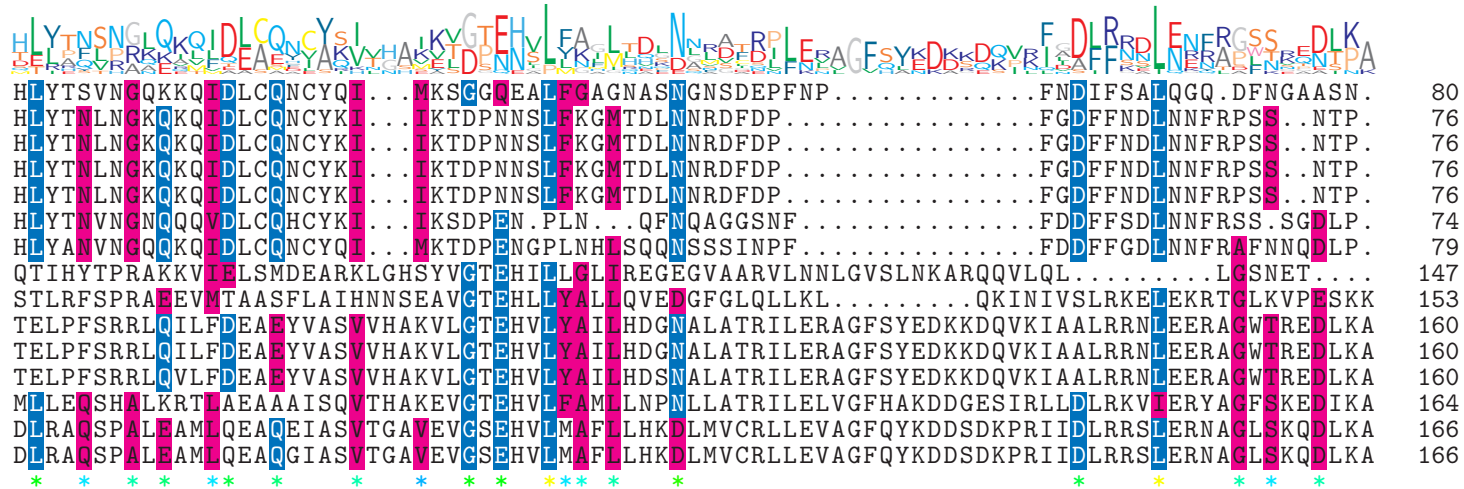 HLYTSVNGQKKQIDLCQNCYQI...MKSGGQEALFGAGNASNGNSDEPFNP.............FNDIFSALQGQ.DFNGAASN. 80
HLYTNLNGKQKQIDLCQNCYKI...IKTDPNNSLFKGMTDLNNRDFDP................FGDFFNDLNNFRPSS..NTP. 76
HLYTNLNGKQKQIDLCQNCYKI...IKTDPNNSLFKGMTDLNNRDFDP................FGDFFNDLNNFRPSS..NTP. 76
HLYTNLNGKQKQIDLCQNCYKI...IKTDPNNSLFKGMTDLNNRDFDP................FGDFFNDLNNFRPSS..NTP. 76
HLYTNLNGKQKQIDLCQNCYKI...IKTDPNNSLFKGMTDLNNRDFDP................FGDFFNDLNNFRPSS..NTP. 76
HLYTNVNGNQQQVDLCQHCYKI...IKSDPEN.PLN...QFNQAGGSNF...............FDDFFSDLNNFRSS.SGDLP. 74
HLYANVNGQQKQIDLCQNCYQI...MKTDPENGPLNHLSQQNSSSINPF...............FDDFFGDLNNFRAFNNQDLP. 79
QTIHYTPRAKKVIELSMDEARKLGHSYVGTEHILLGLIREGEGVAARVLNNLGVSLNKARQQVLQL.........LGSNET.... 147
STLRFSPRAEEVMTAASFLAIHNNSEAVGTEHLLYALLQVEDGFGLQLLKL.........QKINIVSLRKELEKRTGLKVPESKK 153
TELPFSRRLQILFDEAEYVASVVHAKVLGTEHVLYAILHDGNALATRILERAGFSYEDKKDQVKIAALRRNLEERAGWTREDLKA 160
TELPFSRRLQILFDEAEYVASVVHAKVLGTEHVLYAILHDGNALATRILERAGFSYEDKKDQVKIAALRRNLEERAGWTREDLKA 160
TELPFSRRLQVLFDEAEYVASVVHAKVLGTEHVLYAILHDSNALATRILERAGFSYEDKKDQVKIAALRRNLEERAGWTREDLKA 160
MLLEQSHALKRTLAEAAAISQVTHAKEVGTEHVLFAMLLNPNLLATRILELVGFHAKDDGESIRLLDLRKVIERYAGFSKEDIKA 164
DLRAQSPALEAMLQEAQEIASVTGAVEVGSEHVLMAFLLHKDLMVCRLLEVAGFQYKDDSDKPRIIDLRRSLERNAGLSKQDLKA 166
DLRAQSPALEAMLQEAQGIASVTGAVEVGSEHVLMAFLLHKDLMVCRLLEVAGFQYKDDSDKPRIIDLRRSLERNAGLSKQDLKA 166
* * * * * * * * * * * * * * * * * * * * *